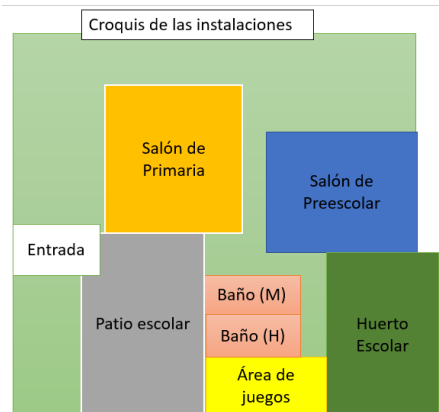 Croquis de las instalaciones
Salón de
Primaria
Salón de
Preescolar
Entrada
Baño (M)
Patio escolar
Baño (H)
Huerto
Escolar
Área de
juegos